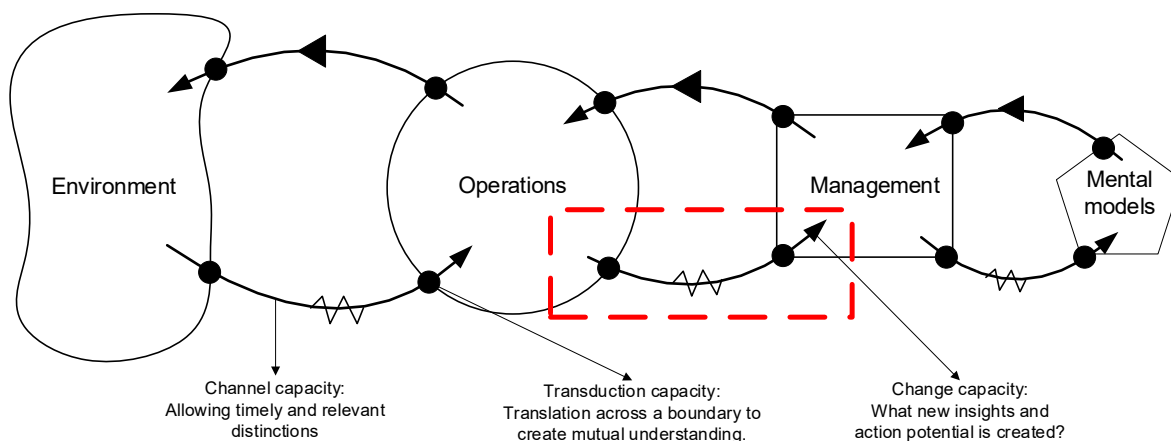 Environment
Operations
Management
Mental
models
Channel capacity:
Allowing timely and relevant
distinctions
Transduction capacity:
Translation across a boundary to
create mutual understanding.
Change capacity:
What new insights and
action potential is created?